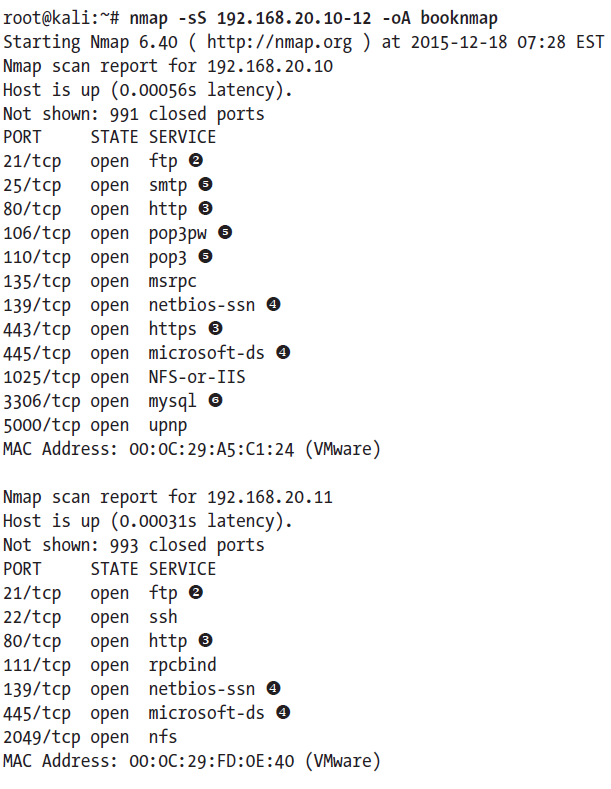 root@kali:~# nmap -sS 192.168.20.10-12 -oA booknmap
Starting Nmap 6.40 ( http://nmap.org ) at 2015-12-18 07:28 EST
Nmap scan report for 192.168.20.10
Host is up (0.00056s latency).
Not shown: 991 closed ports
PORT     STATE SERVICE
21/tcp   open  ftp ❷
25/tcp   open  smtp ❺
80/tcp   open  http ❸
106/tcp  open  pop3pw ❺
110/tcp  open  pop3 ❺
135/tcp  open  msrpc
139/tcp  open  netbios-ssn ❹
443/tcp  open  https ❸
445/tcp  open  microsoft-ds ❹
1025/tcp open  NFS-or-IIS
3306/tcp open  mysql ❻
5000/tcp open  upnp
MAC Address: 00:0C:29:A5:C1:24 (VMware)

Nmap scan report for 192.168.20.11
Host is up (0.00031s latency).
Not shown: 993 closed ports
PORT     STATE SERVICE
21/tcp   open  ftp ❷
22/tcp   open  ssh
80/tcp   open  http ❸
111/tcp  open  rpcbind
139/tcp  open  netbios-ssn ❹
445/tcp  open  microsoft-ds ❹
2049/tcp open  nfs
MAC Address: 00:0C:29:FD:0E:40 (VMware)